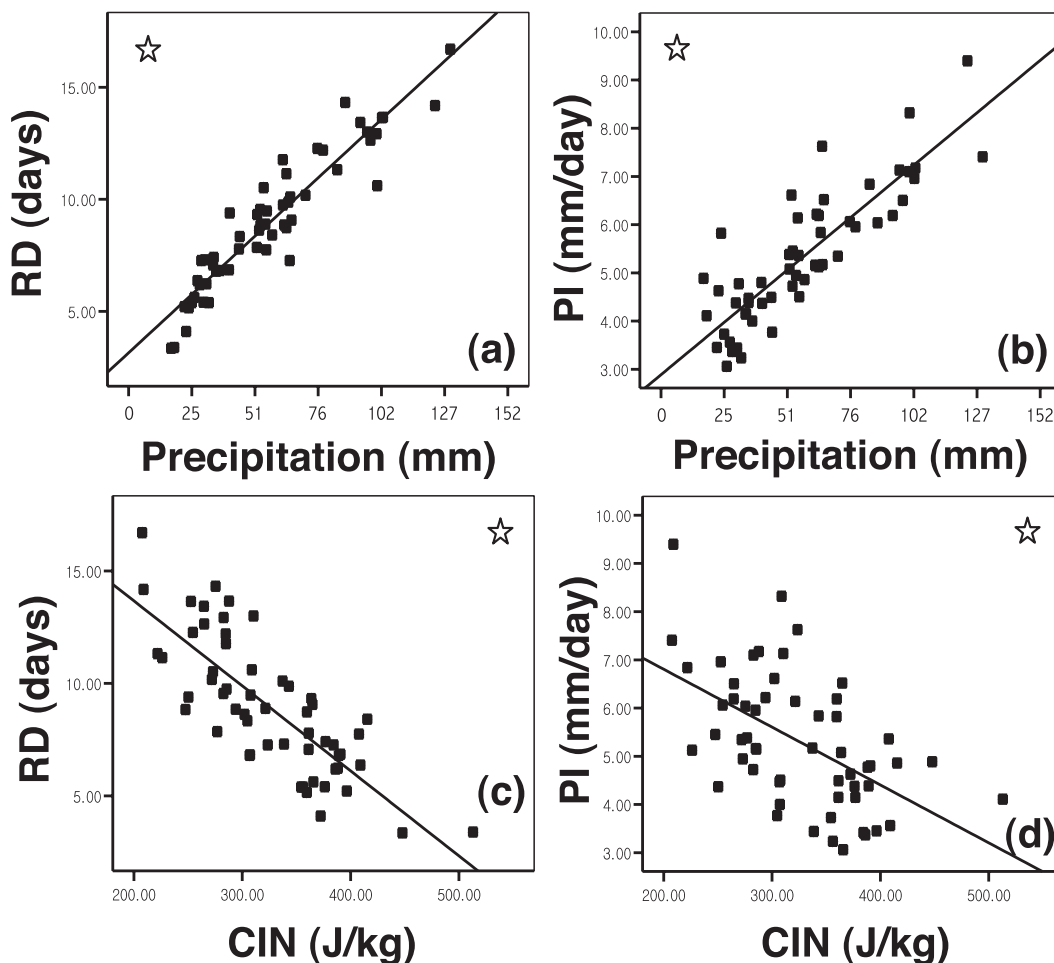 RD (days)
15.00
10.00
5.00
(a)
0 25 51 76 102 127 152
Precipitation (mm)
PI (mm/day)
10.00
9.00
8.00
7.00
6.00
5.00
4.00
3.00
(b)
0 25 51 76 102 127 152
Precipitation (mm)
RD (days)
15.00
10.00
5.00
(c)
200.00 300.00 400.00 500.00
CIN (J/kg)
PI (mm/day)
10.00
9.00
8.00
7.00
6.00
5.00
4.00
3.00
(d)
200.00 300.00 400.00 500.00
CIN (J/kg)